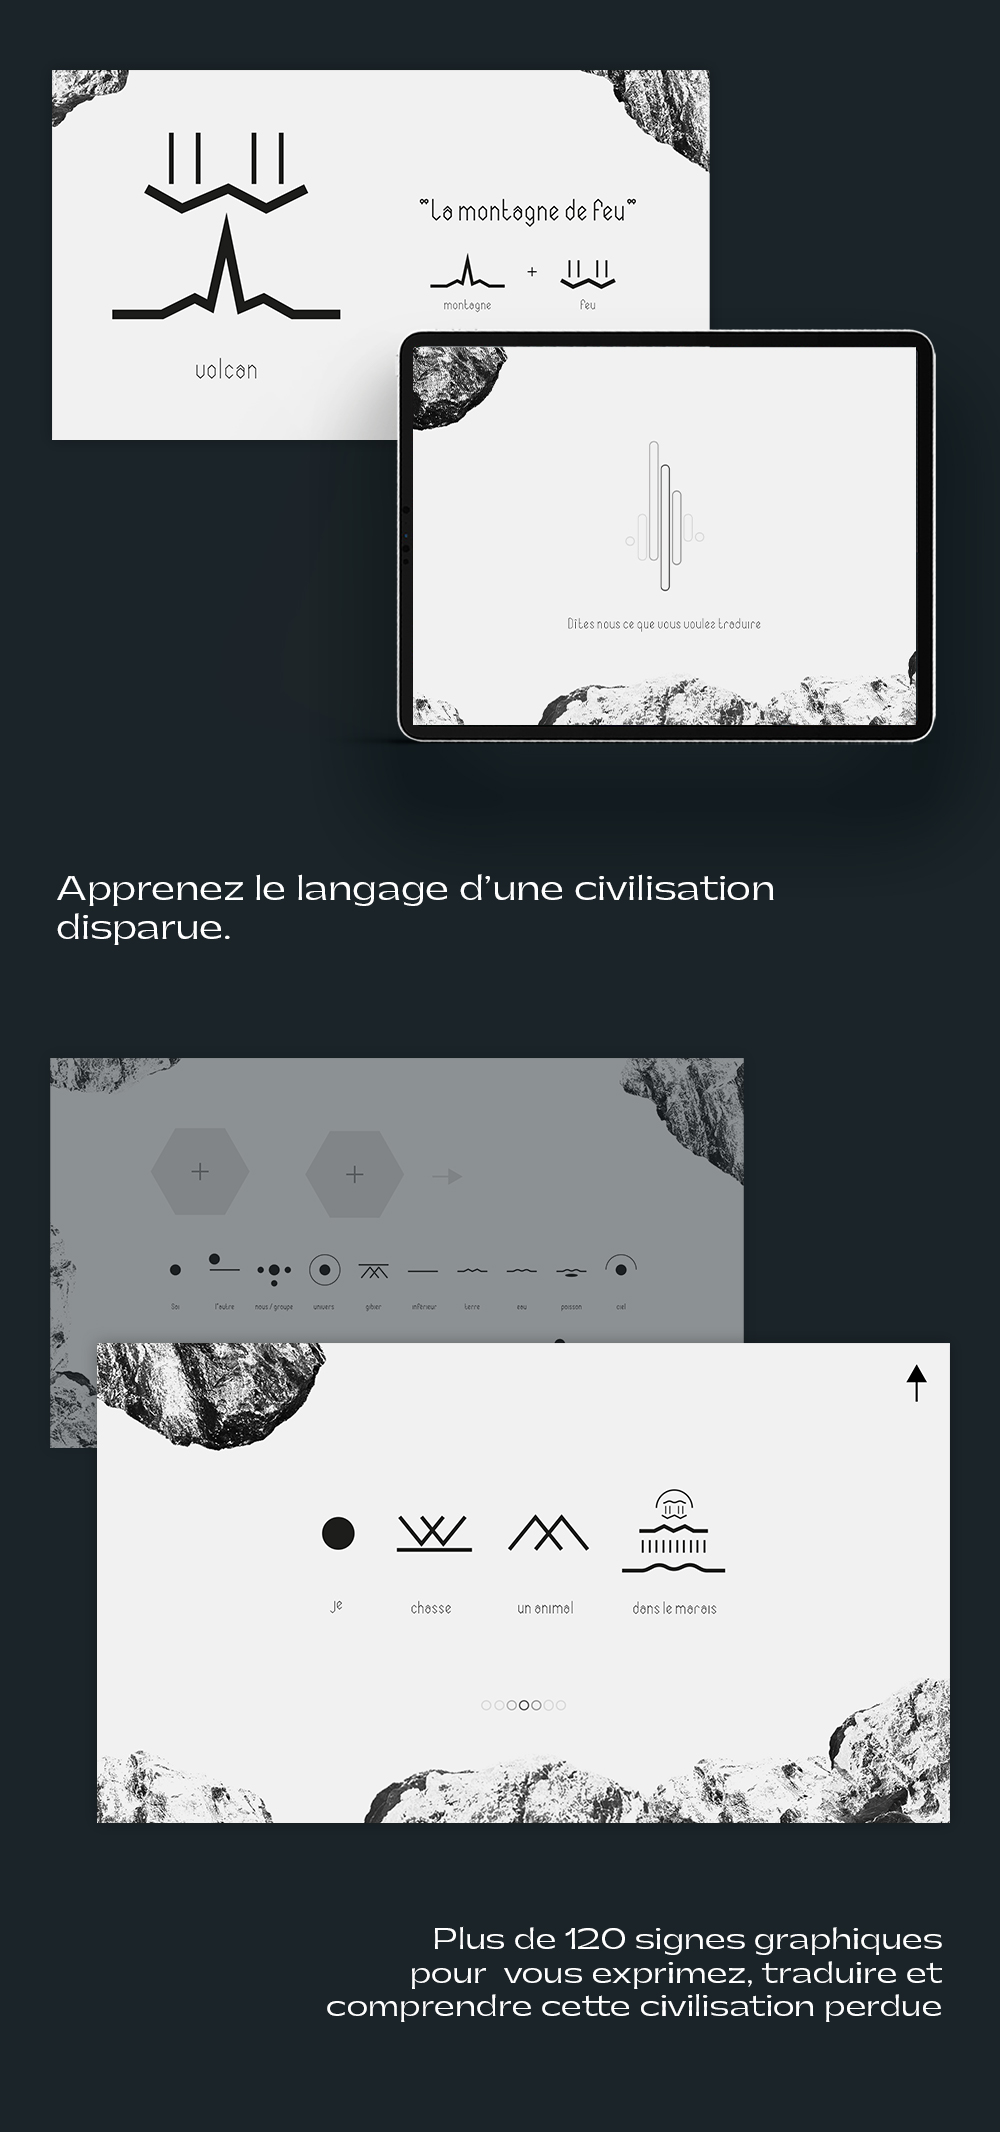 "La montagne de feu"
+
montagne feu
volcan
Dîtes nous ce que vous voulez traduire
Apprenez le langage d'une civilisation
disparue.
+ +
Soi l'autre nous / groupe univers gibier inférieur terre eau poisson ciel
Je chasse un animal dans le marais
Plus de 120 signes graphiques
pour vous exprimez, traduire et
comprendre cette civilisation perdue